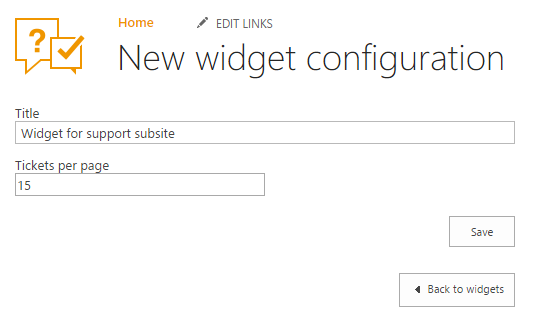 Home EDIT LINKS
New widget configuration
Title
Widget for support subsite
Tickets per page
15
Save
Back to widgets